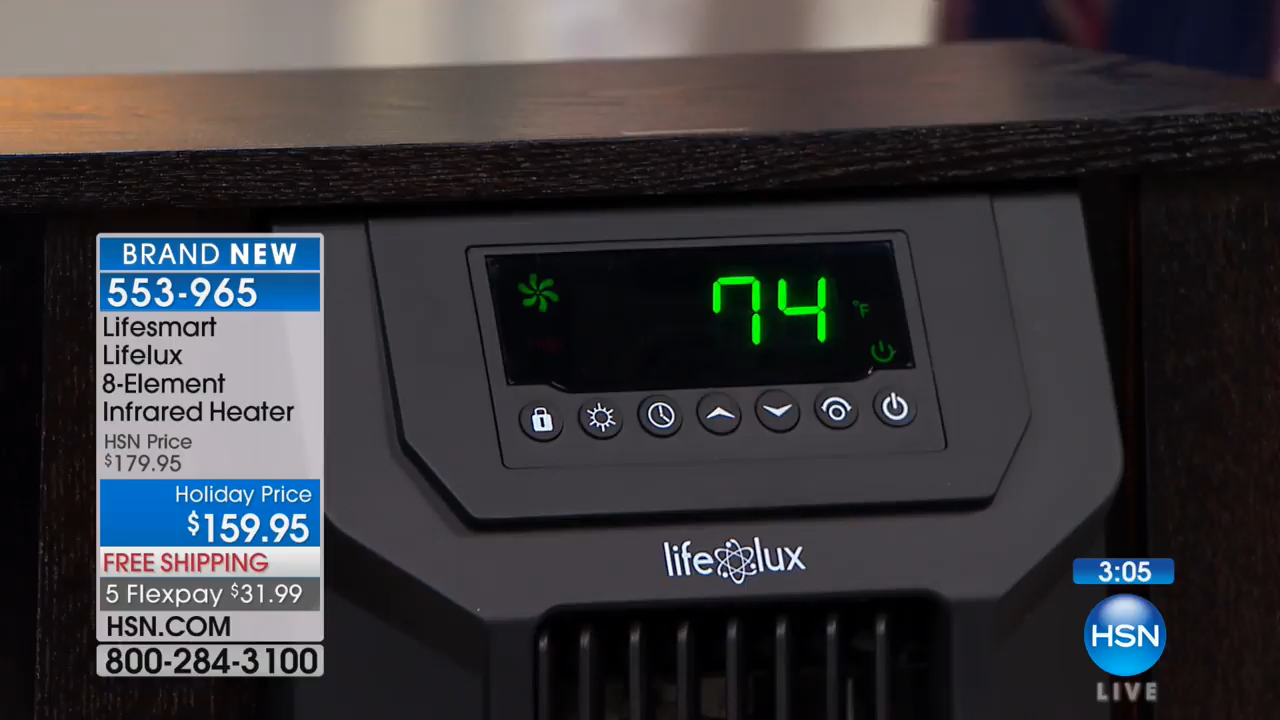 BRAND NEW
553-965
Lifesmart
Lifelux
8-Element
Infrared Heater
HSN Price
$179.95
Holiday Price
$159.95
FREE SHIPPING
5 Flexpay $31.99
HSN.COM
800-284-3100
74 °F
life lux
3:05
HSN
LIVE